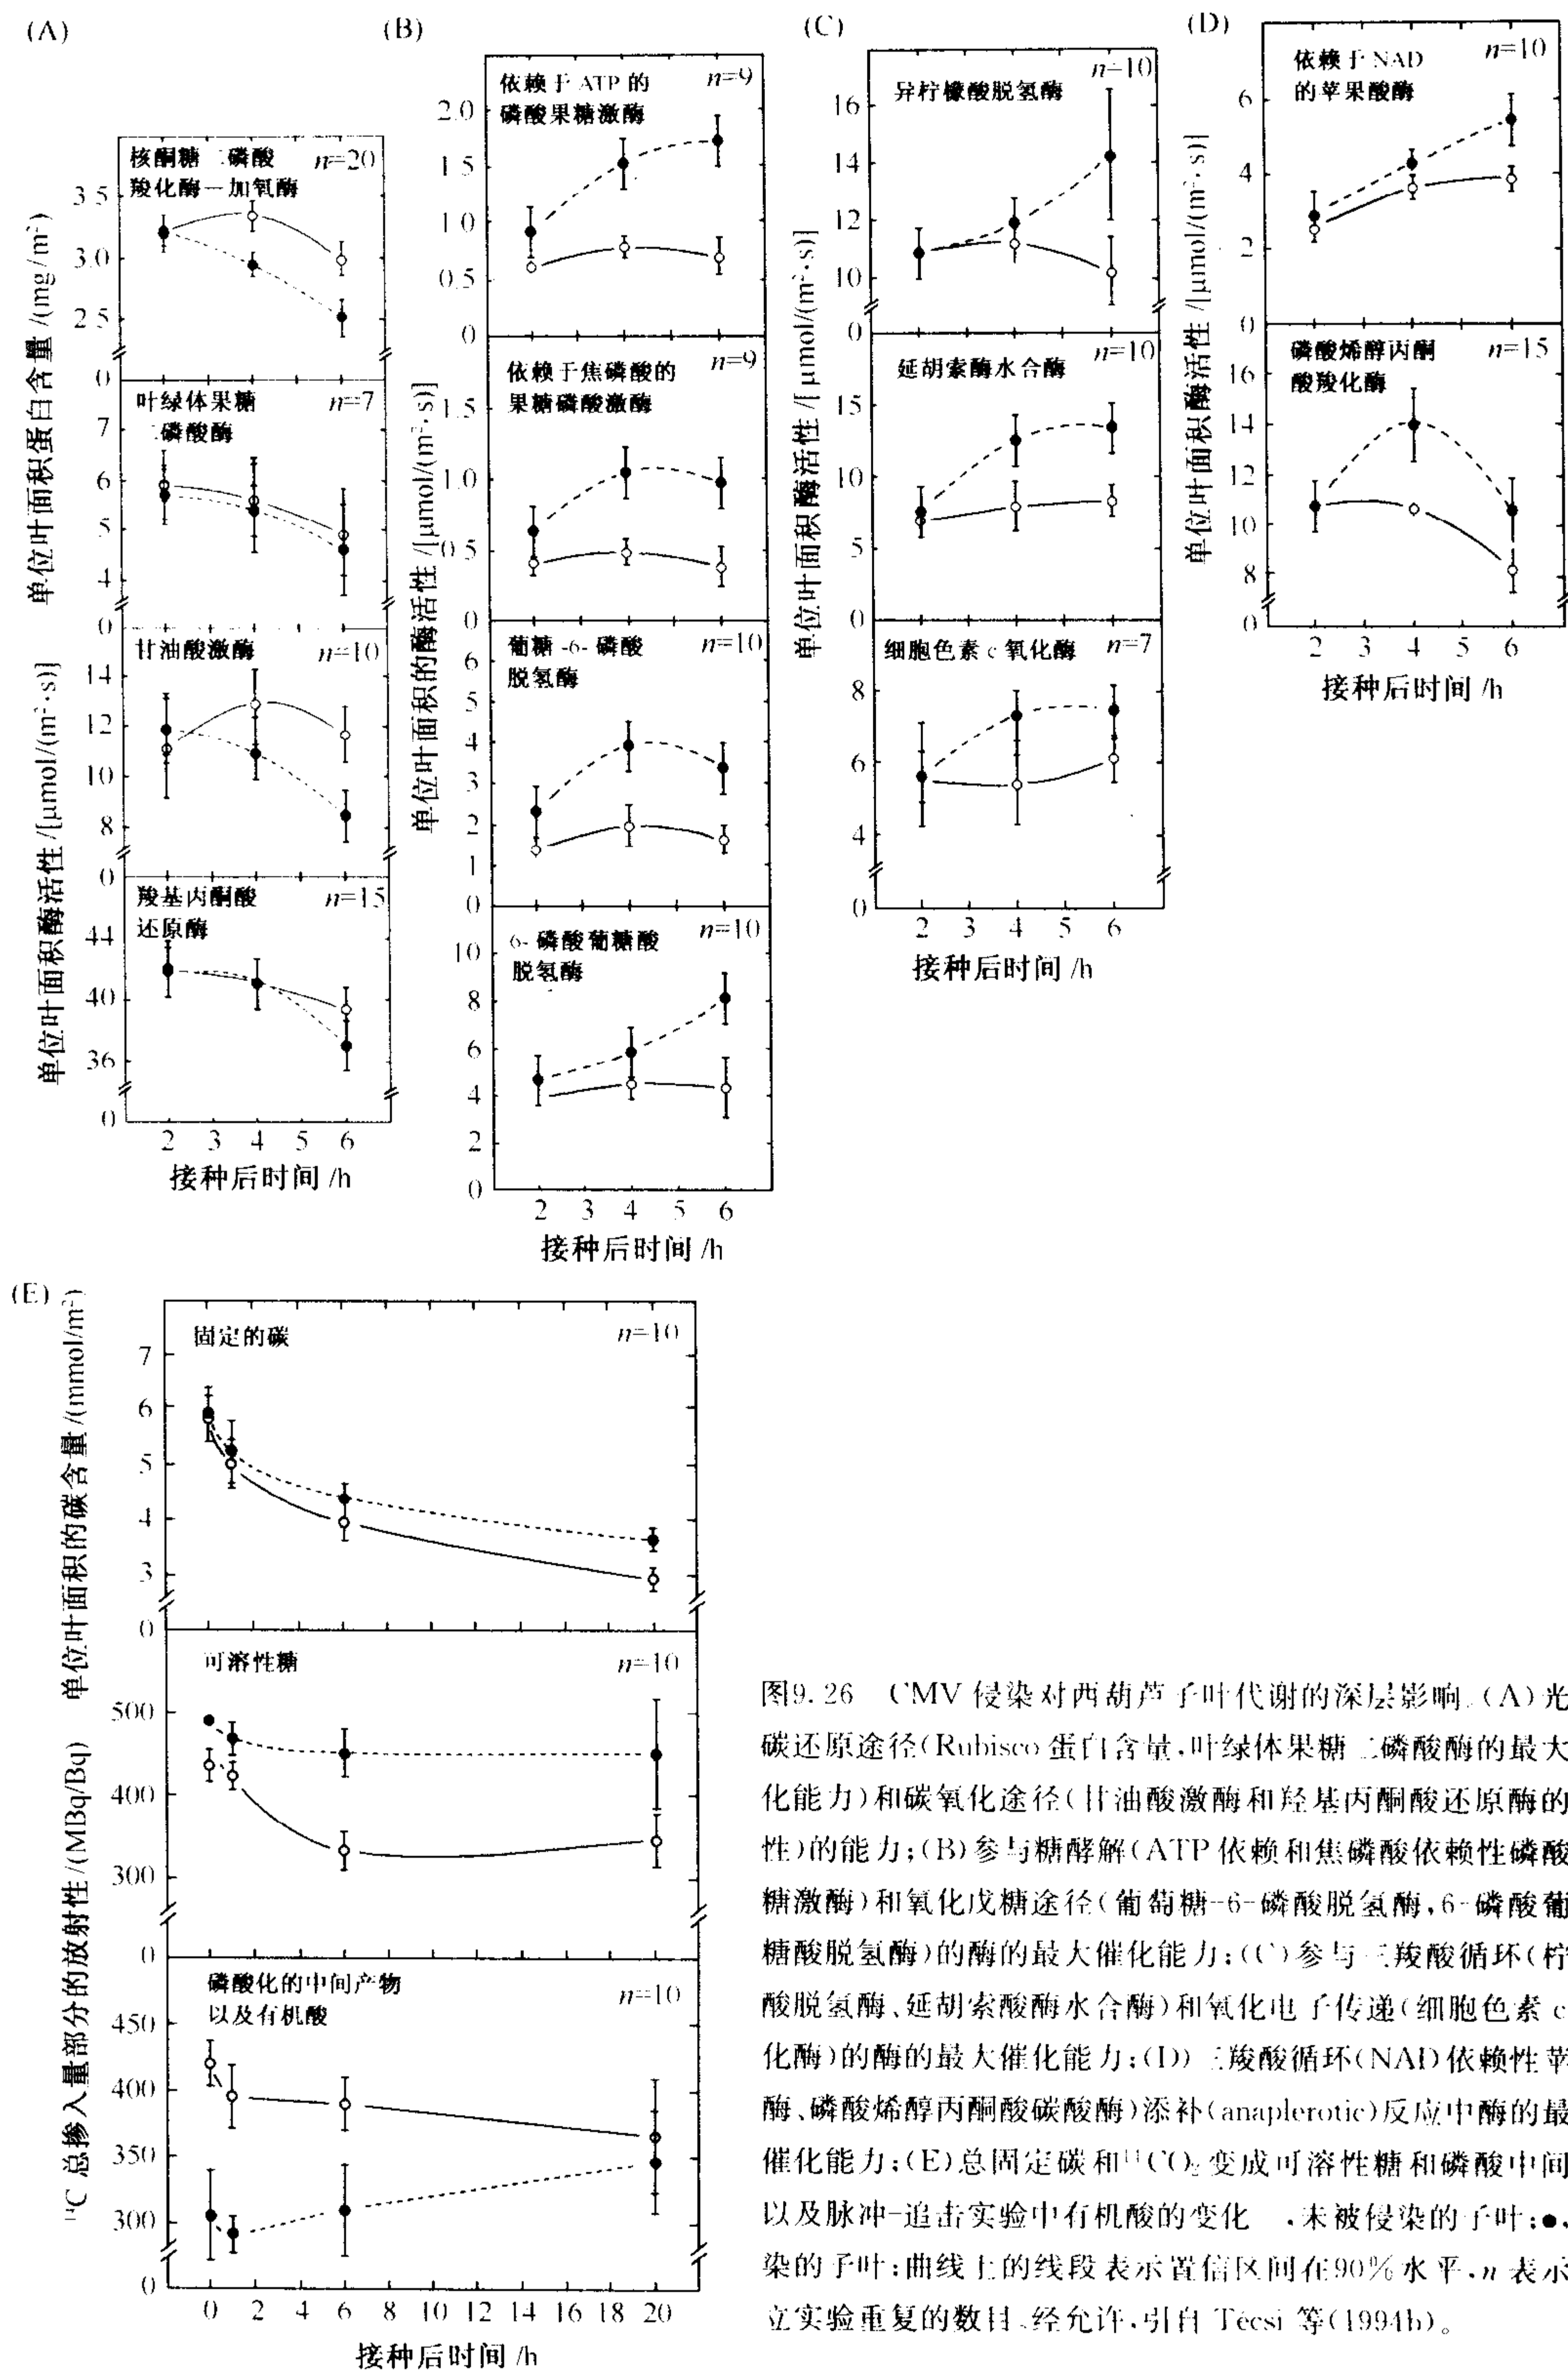 (A)
单位叶面积蛋白含量/(mg/m²)
单位叶面积酶活性/[μmol/(m²·s)]
核酮糖二磷酸
羧化酶—加氧酶
n=20
3.5
3.0
2.5
0
叶绿体果糖
二磷酸酶
n=7
7
6
5
4
0
甘油酸激酶
n=10
14
12
10
8
0
羧基丙酮酸
还原酶
n=15
44
40
36
0
2 3 4 5 6
接种后时间/h
(B)
单位叶面积的酶活性/[μmol/(m²·s)]
依赖于ATP的
磷酸果糖激酶
n=9
2.0
1.5
1.0
0.5
0
依赖于焦磷酸的
果糖磷酸激酶
n=9
1.5
1.0
0.5
0
葡糖-6-磷酸
脱氢酶
n=10
6
5
4
3
2
1
0
6-磷酸葡糖酸
脱氢酶
n=10
10
8
6
4
2
0
2 3 4 5 6
接种后时间/h
(C)
单位叶面积酶活性/[μmol/(m²·s)]
异柠檬酸脱氢酶
n=10
16
14
12
10
0
延胡索酶水合酶
n=10
15
10
5
0
细胞色素c氧化酶
n=7
8
6
4
0
2 3 4 5 6
接种后时间/h
(D)
单位叶面积酶活性/[μmol/(m²·s)]
依赖于NAD
的苹果酸酶
n=10
6
4
2
0
磷酸烯醇丙酮
酸羧化酶
n=15
16
14
12
10
8
0
2 3 4 5 6
接种后时间/h
(E)
单位叶面积的碳含量/(mmol/m²)
¹⁴C总掺入量部分的放射性/(MBq/Bq)
固定的碳
n=10
7
6
5
4
3
0
可溶性糖
n=10
500
400
300
0
磷酸化的中间产物
以及有机酸
n=10
450
400
350
300
0
0 2 4 6 8 10 12 14 16 18 20
接种后时间/h
图9.26 CMV侵染对西葫芦子叶代谢的深层影响。(A)光
碳还原途径(Rubisco蛋白含量,叶绿体果糖二磷酸酶的最大
化能力)和碳氧化途径(甘油酸激酶和羟基丙酮酸还原酶的
性)的能力;(B)参与糖酵解(ATP依赖和焦磷酸依赖性磷酸
糖激酶)和氧化戊糖途径(葡萄糖-6-磷酸脱氢酶,6-磷酸葡
糖酸脱氢酶)的酶的最大催化能力;(C)参与三羧酸循环(柠
酸脱氢酶、延胡索酸酶水合酶)和氧化电子传递(细胞色素c
化酶)的酶的最大催化能力;(D)三羧酸循环(NAD依赖性苹
酶、磷酸烯醇丙酮酸碳酸酶)添补(anaplerotic)反应中酶的最
催化能力;(E)总固定碳和¹⁴CO₂变成可溶性糖和磷酸中间
以及脉冲-追击实验中有机酸的变化 ,未被侵染的子叶;●,
染的子叶;曲线上的线段表示置信区间在90%水平,n表示
立实验重复的数目。经允许,引自Técsi等(1994b)。